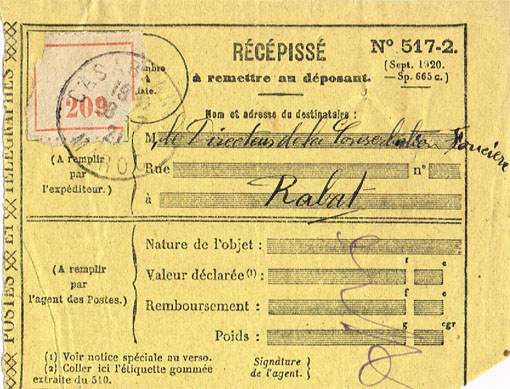 POSTES ET TÉLÉGRAPHES
RÉCÉPISSÉ
à remettre au déposant.
N° 517-2.
(Sept. 1920.
—Sp. 665 c.)
209
CASABLAN
Nom et adresse du destinataire :
M le Directeur de la Conservation Foncière
(A remplir
par
l'expéditeur.)
Rue n°
à Rabat
(A remplir
par
l'agent des Postes.)
Nature de l'objet :
Valeur déclarée(1) : f c
Remboursement : f c
Poids : g cgr
(1) Voir notice spéciale au verso.
(2) Coller ici l'étiquette gommée
extraite du 510.
Signature
de l'agent.